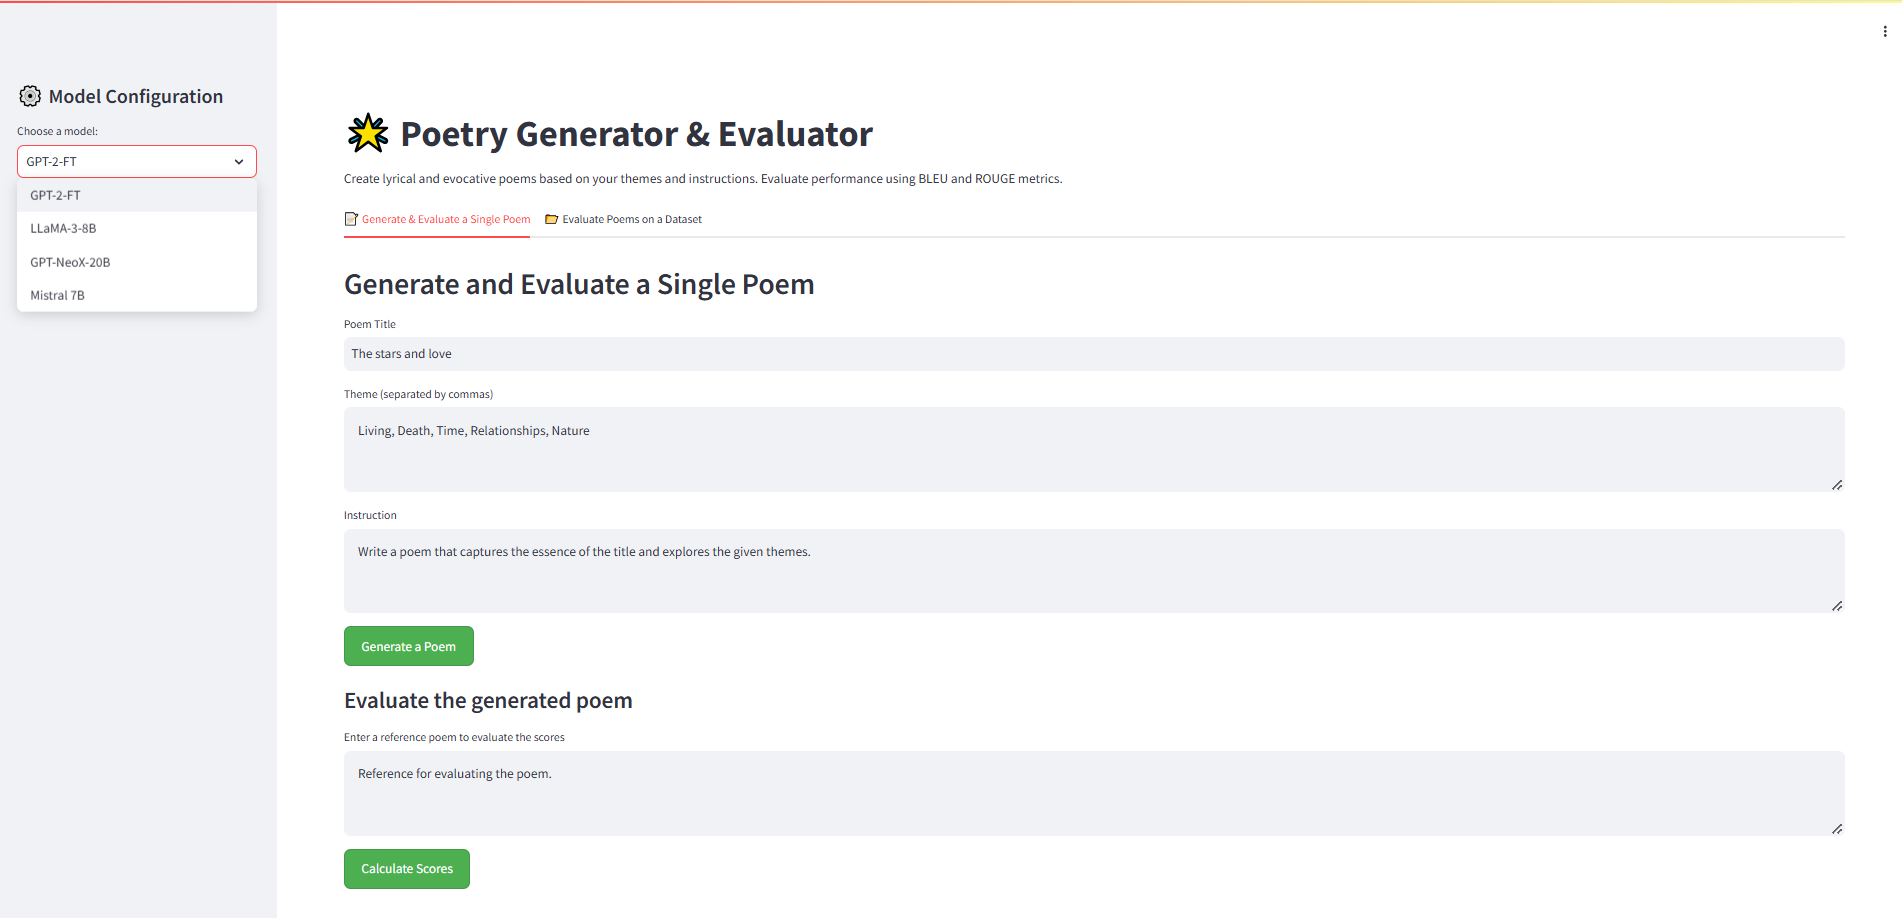 Model Configuration
Choose a model:
GPT-2-FT
GPT-2-FT
LLaMA-3-8B
GPT-NeoX-20B
Mistral 7B
Poetry Generator & Evaluator
Create lyrical and evocative poems based on your themes and instructions. Evaluate performance using BLEU and ROUGE metrics.
Generate & Evaluate a Single Poem Evaluate Poems on a Dataset
Generate and Evaluate a Single Poem
Poem Title
The stars and love
Theme (separated by commas)
Living, Death, Time, Relationships, Nature
Instruction
Write a poem that captures the essence of the title and explores the given themes.
Generate a Poem
Evaluate the generated poem
Enter a reference poem to evaluate the scores
Reference for evaluating the poem.
Calculate Scores